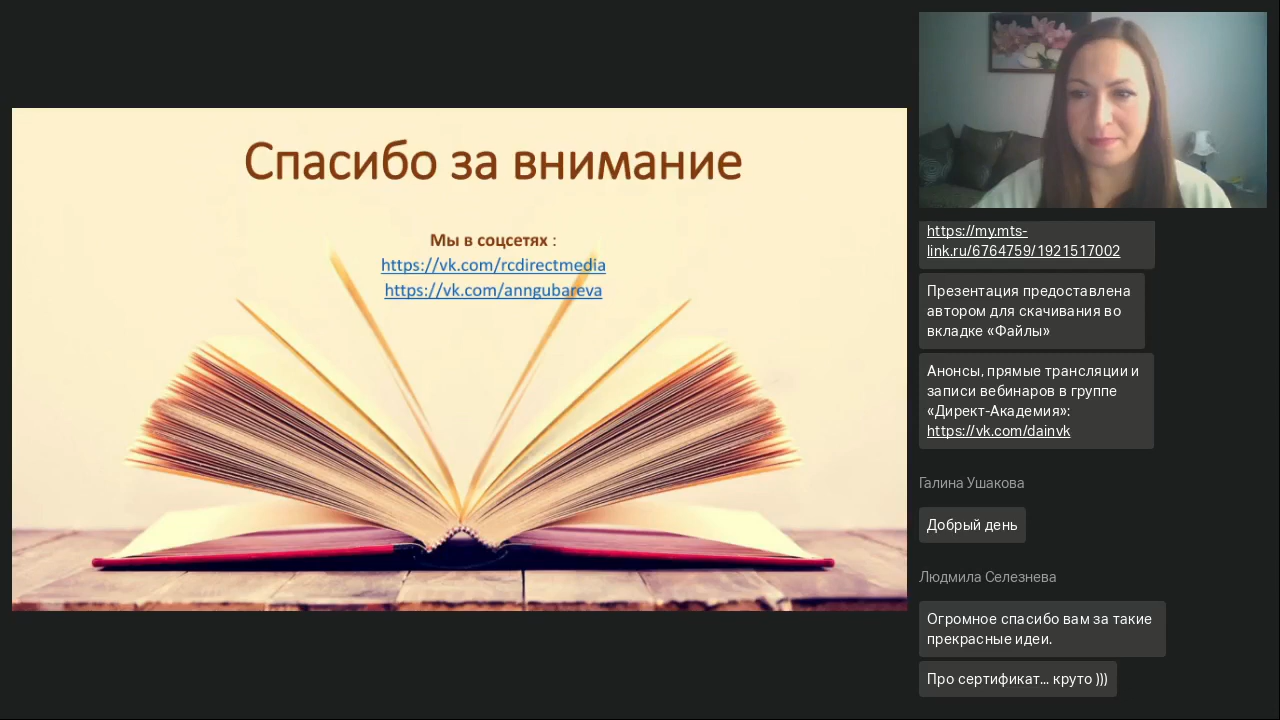 Спасибо за внимание
Мы в соцсетях :
https://vk.com/rcdirectmedia
https://vk.com/anngubareva
https://my.mts-
link.ru/6764759/1921517002
Презентация предоставлена
автором для скачивания во
вкладке «Файлы»
Анонсы, прямые трансляции и
записи вебинаров в группе
«Директ-Академия»:
https://vk.com/dainvk
Галина Ушакова
Добрый день
Людмила Селезнева
Огромное спасибо вам за такие
прекрасные идеи.
Про сертификат... круто )))